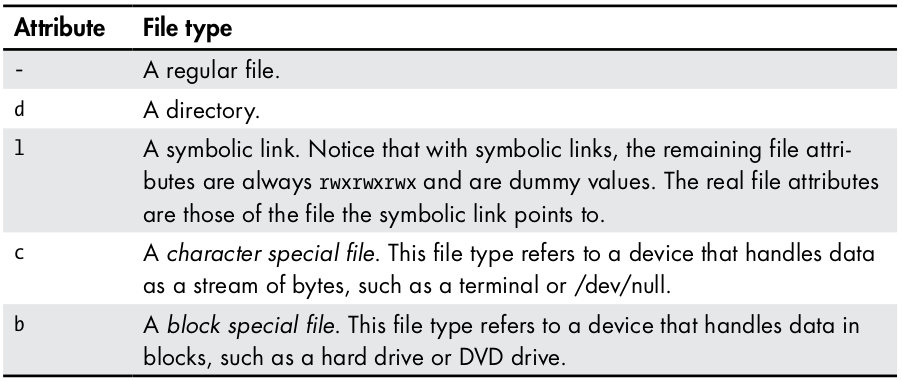 Attribute File type
- A regular file.
d A directory.
l A symbolic link. Notice that with symbolic links, the remaining file attri-
butes are always rwxrwxrwx and are dummy values. The real file attributes
are those of the file the symbolic link points to.
c A character special file. This file type refers to a device that handles data
as a stream of bytes, such as a terminal or /dev/null.
b A block special file. This file type refers to a device that handles data in
blocks, such as a hard drive or DVD drive.